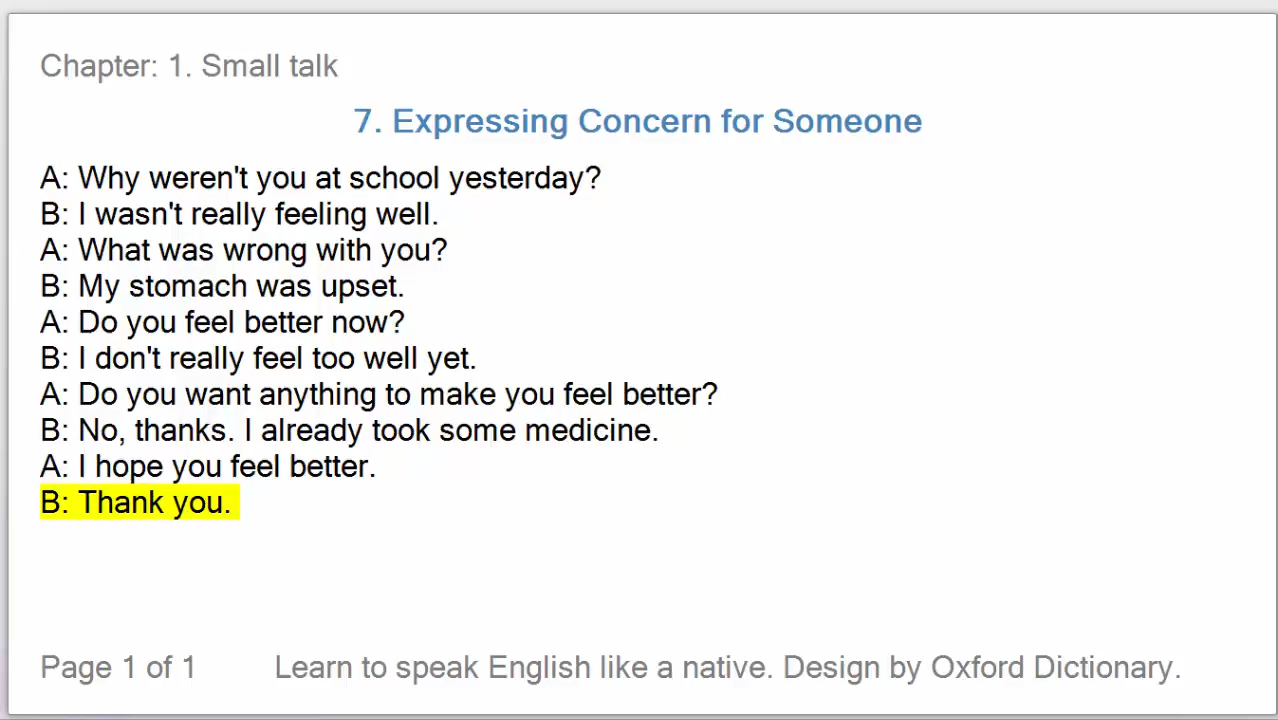 Chapter: 1. Small talk
7. Expressing Concern for Someone
A: Why weren't you at school yesterday?
B: I wasn't really feeling well.
A: What was wrong with you?
B: My stomach was upset.
A: Do you feel better now?
B: I don't really feel too well yet.
A: Do you want anything to make you feel better?
B: No, thanks. I already took some medicine.
A: I hope you feel better.
B: Thank you.
Page 1 of 1 Learn to speak English like a native. Design by Oxford Dictionary.